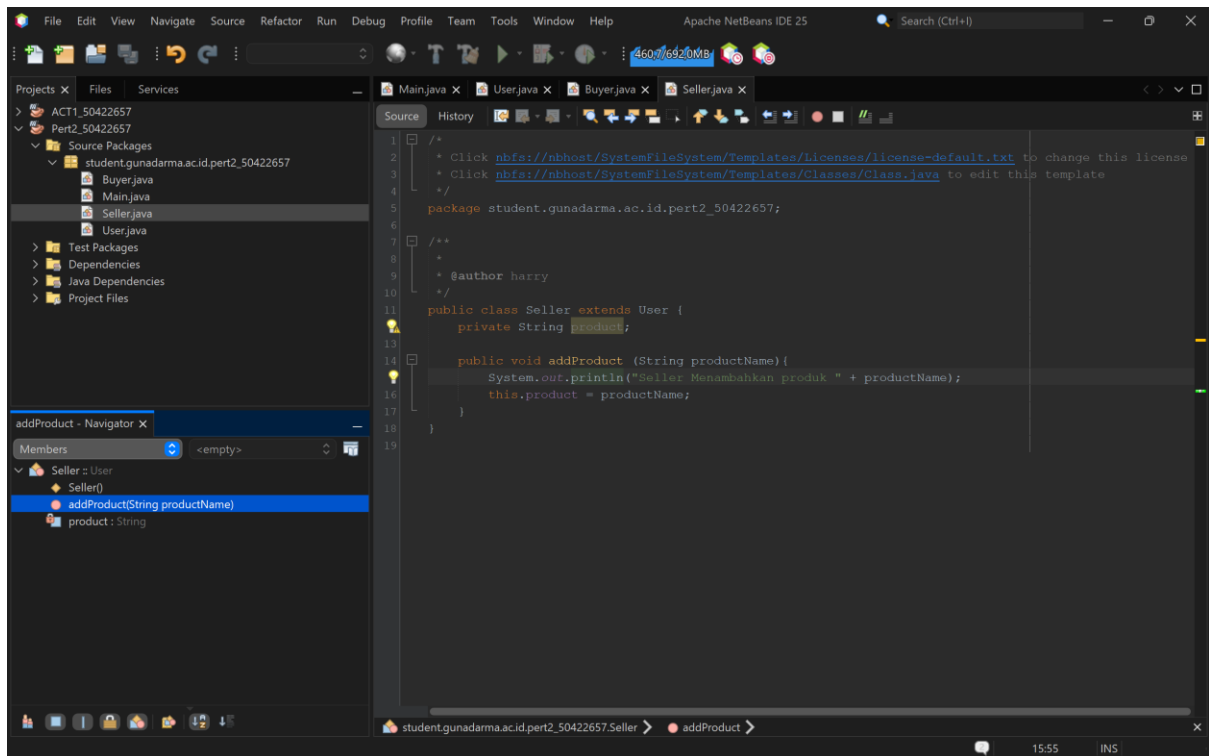 File Edit View Navigate Source Refactor Run Debug Profile Team Tools Window Help Apache NetBeans IDE 25 Search (Ctrl+I)
460,7/692,0MB
Projects Files Services
ACT1_50422657
Pert2_50422657
Source Packages
student.gunadarma.ac.id.pert2_50422657
Buyer.java
Main.java
Seller.java
User.java
Test Packages
Dependencies
Java Dependencies
Project Files
addProduct - Navigator
Members <empty>
Seller :: User
Seller()
addProduct(String productName)
product : String
Main.java User.java Buyer.java Seller.java
Source History
1 /*
2 * Click nbfs://nbhost/SystemFileSystem/Templates/Licenses/license-default.txt to change this license
3 * Click nbfs://nbhost/SystemFileSystem/Templates/Classes/Class.java to edit this template
4 */
5 package student.gunadarma.ac.id.pert2_50422657;
6
7 /**
8 *
9 * @author harry
10 */
11 public class Seller extends User {
private String product;
13
14 public void addProduct (String productName){
System.out.println("Seller Menambahkan produk " + productName);
16 this.product = productName;
17 }
18 }
19
student.gunadarma.ac.id.pert2_50422657.Seller addProduct
15:55 INS